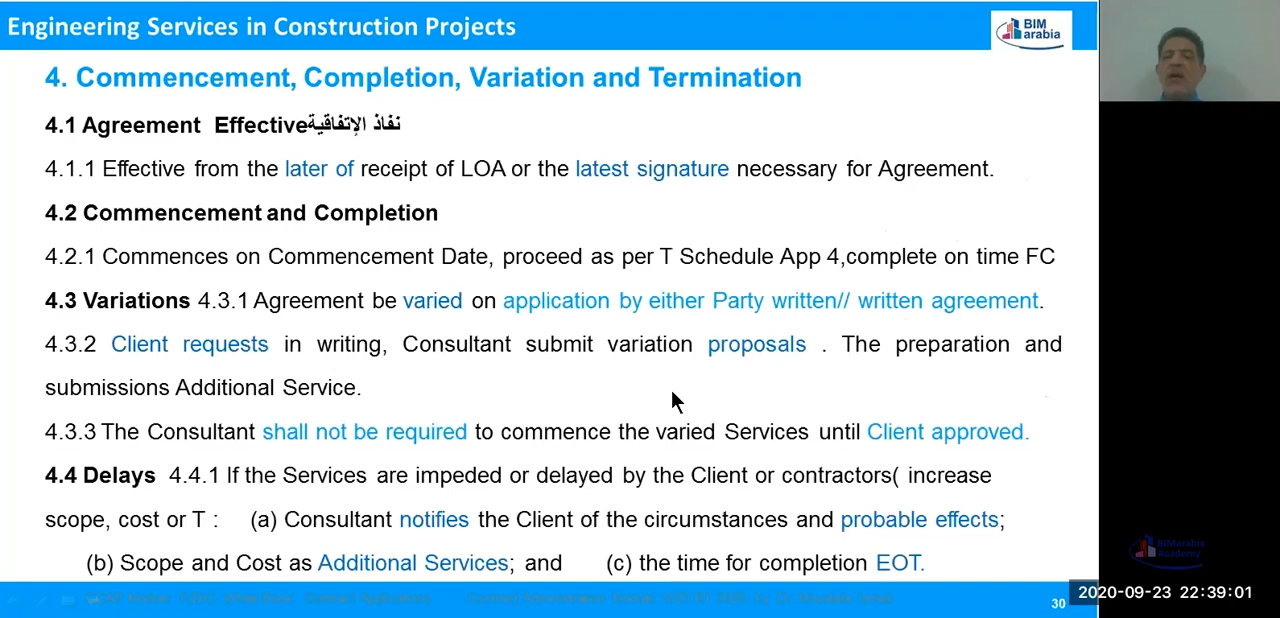 Engineering Services in Construction Projects
BIM
arabia
4. Commencement, Completion, Variation and Termination
4.1 Agreement Effective نفاذ الإتفاقية
4.1.1 Effective from the later of receipt of LOA or the latest signature necessary for Agreement.
4.2 Commencement and Completion
4.2.1 Commences on Commencement Date, proceed as per T Schedule App 4,complete on time FC
4.3 Variations 4.3.1 Agreement be varied on application by either Party written// written agreement.
4.3.2 Client requests in writing, Consultant submit variation proposals . The preparation and
submissions Additional Service.
4.3.3 The Consultant shall not be required to commence the varied Services until Client approved.
4.4 Delays 4.4.1 If the Services are impeded or delayed by the Client or contractors( increase
scope, cost or T : (a) Consultant notifies the Client of the circumstances and probable effects;
(b) Scope and Cost as Additional Services; and (c) the time for completion EOT.
BIMarabia
Academy
30
2020-09-23 22:39:01